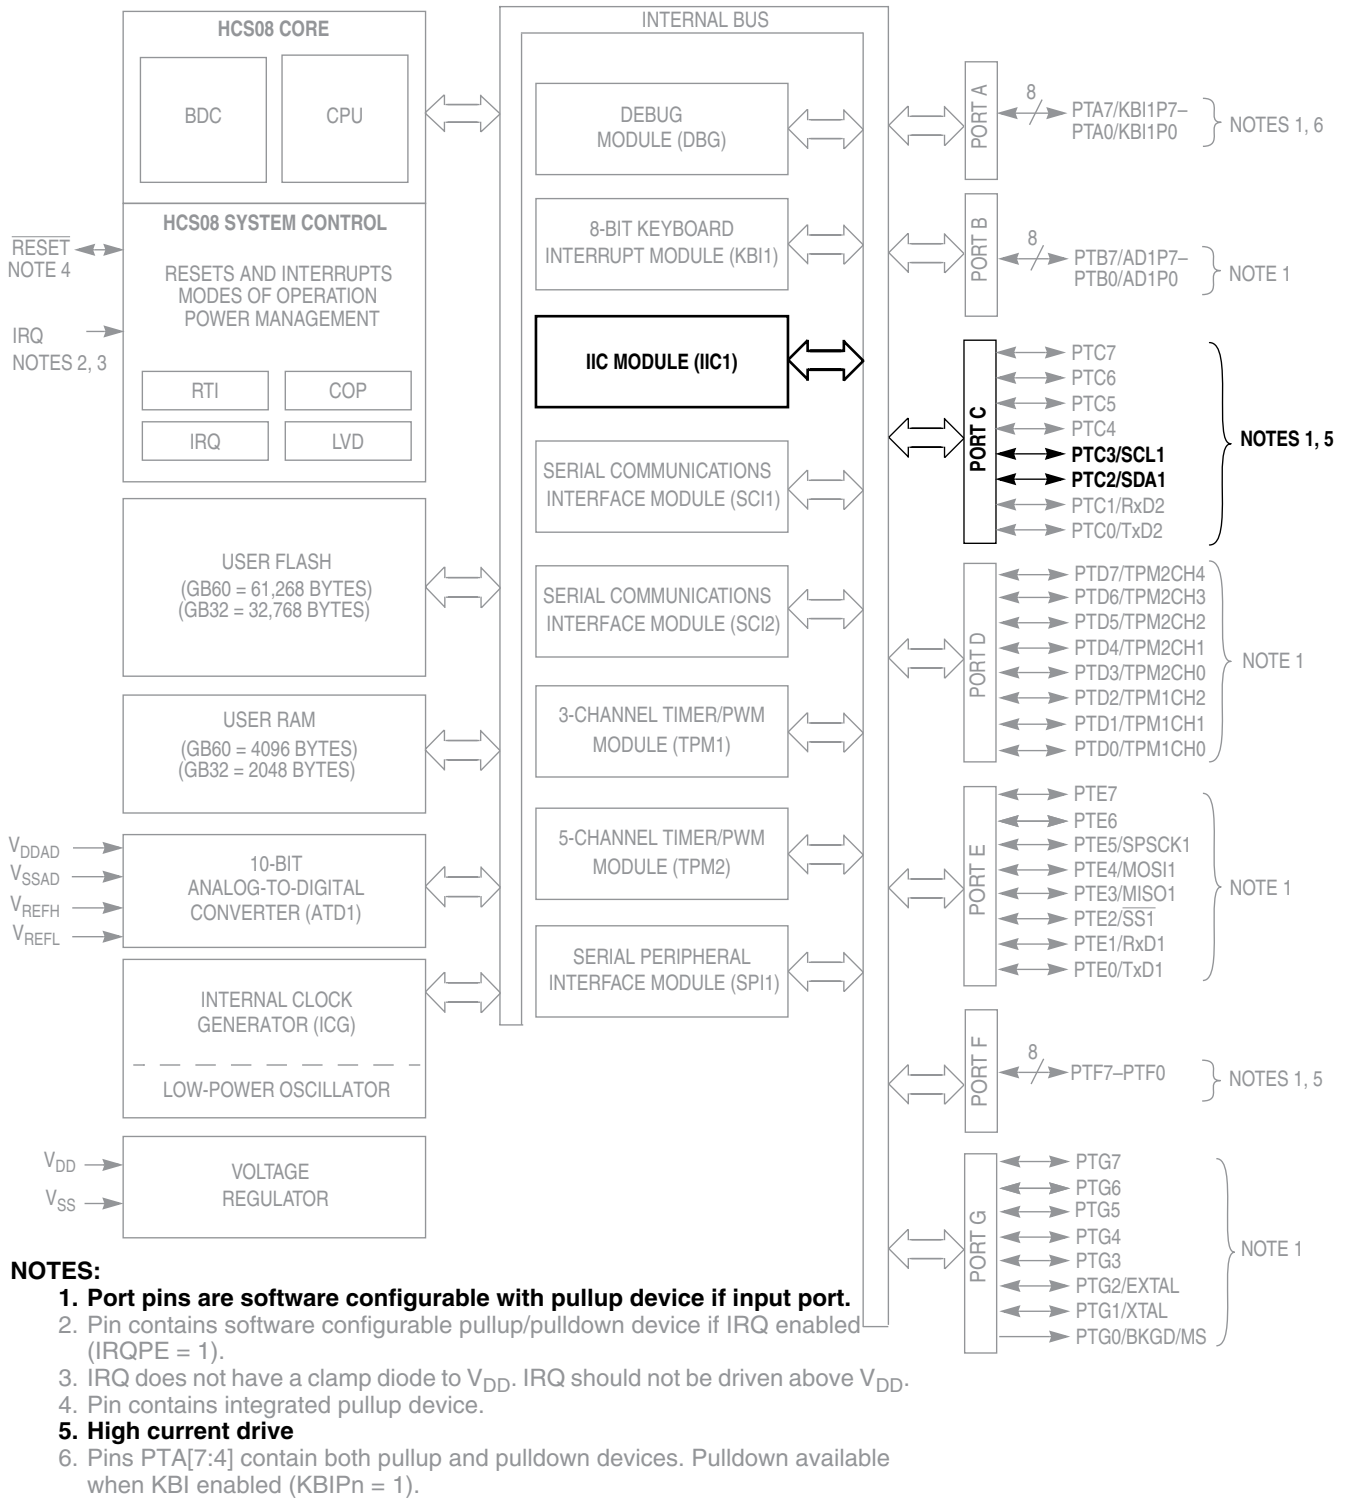 HCS08 CORE
BDC
CPU
HCS08 SYSTEM CONTROL
RESETS AND INTERRUPTS
MODES OF OPERATION
POWER MANAGEMENT
RTI
COP
IRQ
LVD
RESET
NOTE 4
IRQ
NOTES 2, 3
USER FLASH
(GB60 = 61,268 BYTES)
(GB32 = 32,768 BYTES)
USER RAM
(GB60 = 4096 BYTES)
(GB32 = 2048 BYTES)
VDDAD
VSSAD
VREFH
VREFL
10-BIT
ANALOG-TO-DIGITAL
CONVERTER (ATD1)
INTERNAL CLOCK
GENERATOR (ICG)
LOW-POWER OSCILLATOR
VDD
VSS
VOLTAGE
REGULATOR
INTERNAL BUS
DEBUG
MODULE (DBG)
8-BIT KEYBOARD
INTERRUPT MODULE (KBI1)
IIC MODULE (IIC1)
SERIAL COMMUNICATIONS
INTERFACE MODULE (SCI1)
SERIAL COMMUNICATIONS
INTERFACE MODULE (SCI2)
3-CHANNEL TIMER/PWM
MODULE (TPM1)
5-CHANNEL TIMER/PWM
MODULE (TPM2)
SERIAL PERIPHERAL
INTERFACE MODULE (SPI1)
PORT A
8
PTA7/KBI1P7–
PTA0/KBI1P0
NOTES 1, 6
PORT B
8
PTB7/AD1P7–
PTB0/AD1P0
NOTE 1
PORT C
PTC7
PTC6
PTC5
PTC4
PTC3/SCL1
PTC2/SDA1
PTC1/RxD2
PTC0/TxD2
NOTES 1, 5
PORT D
PTD7/TPM2CH4
PTD6/TPM2CH3
PTD5/TPM2CH2
PTD4/TPM2CH1
PTD3/TPM2CH0
PTD2/TPM1CH2
PTD1/TPM1CH1
PTD0/TPM1CH0
NOTE 1
PORT E
PTE7
PTE6
PTE5/SPSCK1
PTE4/MOSI1
PTE3/MISO1
PTE2/SS1
PTE1/RxD1
PTE0/TxD1
NOTE 1
PORT F
8
PTF7–PTF0
NOTES 1, 5
PORT G
PTG7
PTG6
PTG5
PTG4
PTG3
PTG2/EXTAL
PTG1/XTAL
PTG0/BKGD/MS
NOTE 1
NOTES:
1. Port pins are software configurable with pullup device if input port.
2. Pin contains software configurable pullup/pulldown device if IRQ enabled
(IRQPE = 1).
3. IRQ does not have a clamp diode to VDD. IRQ should not be driven above VDD.
4. Pin contains integrated pullup device.
5. High current drive
6. Pins PTA[7:4] contain both pullup and pulldown devices. Pulldown available
when KBI enabled (KBIPn = 1).